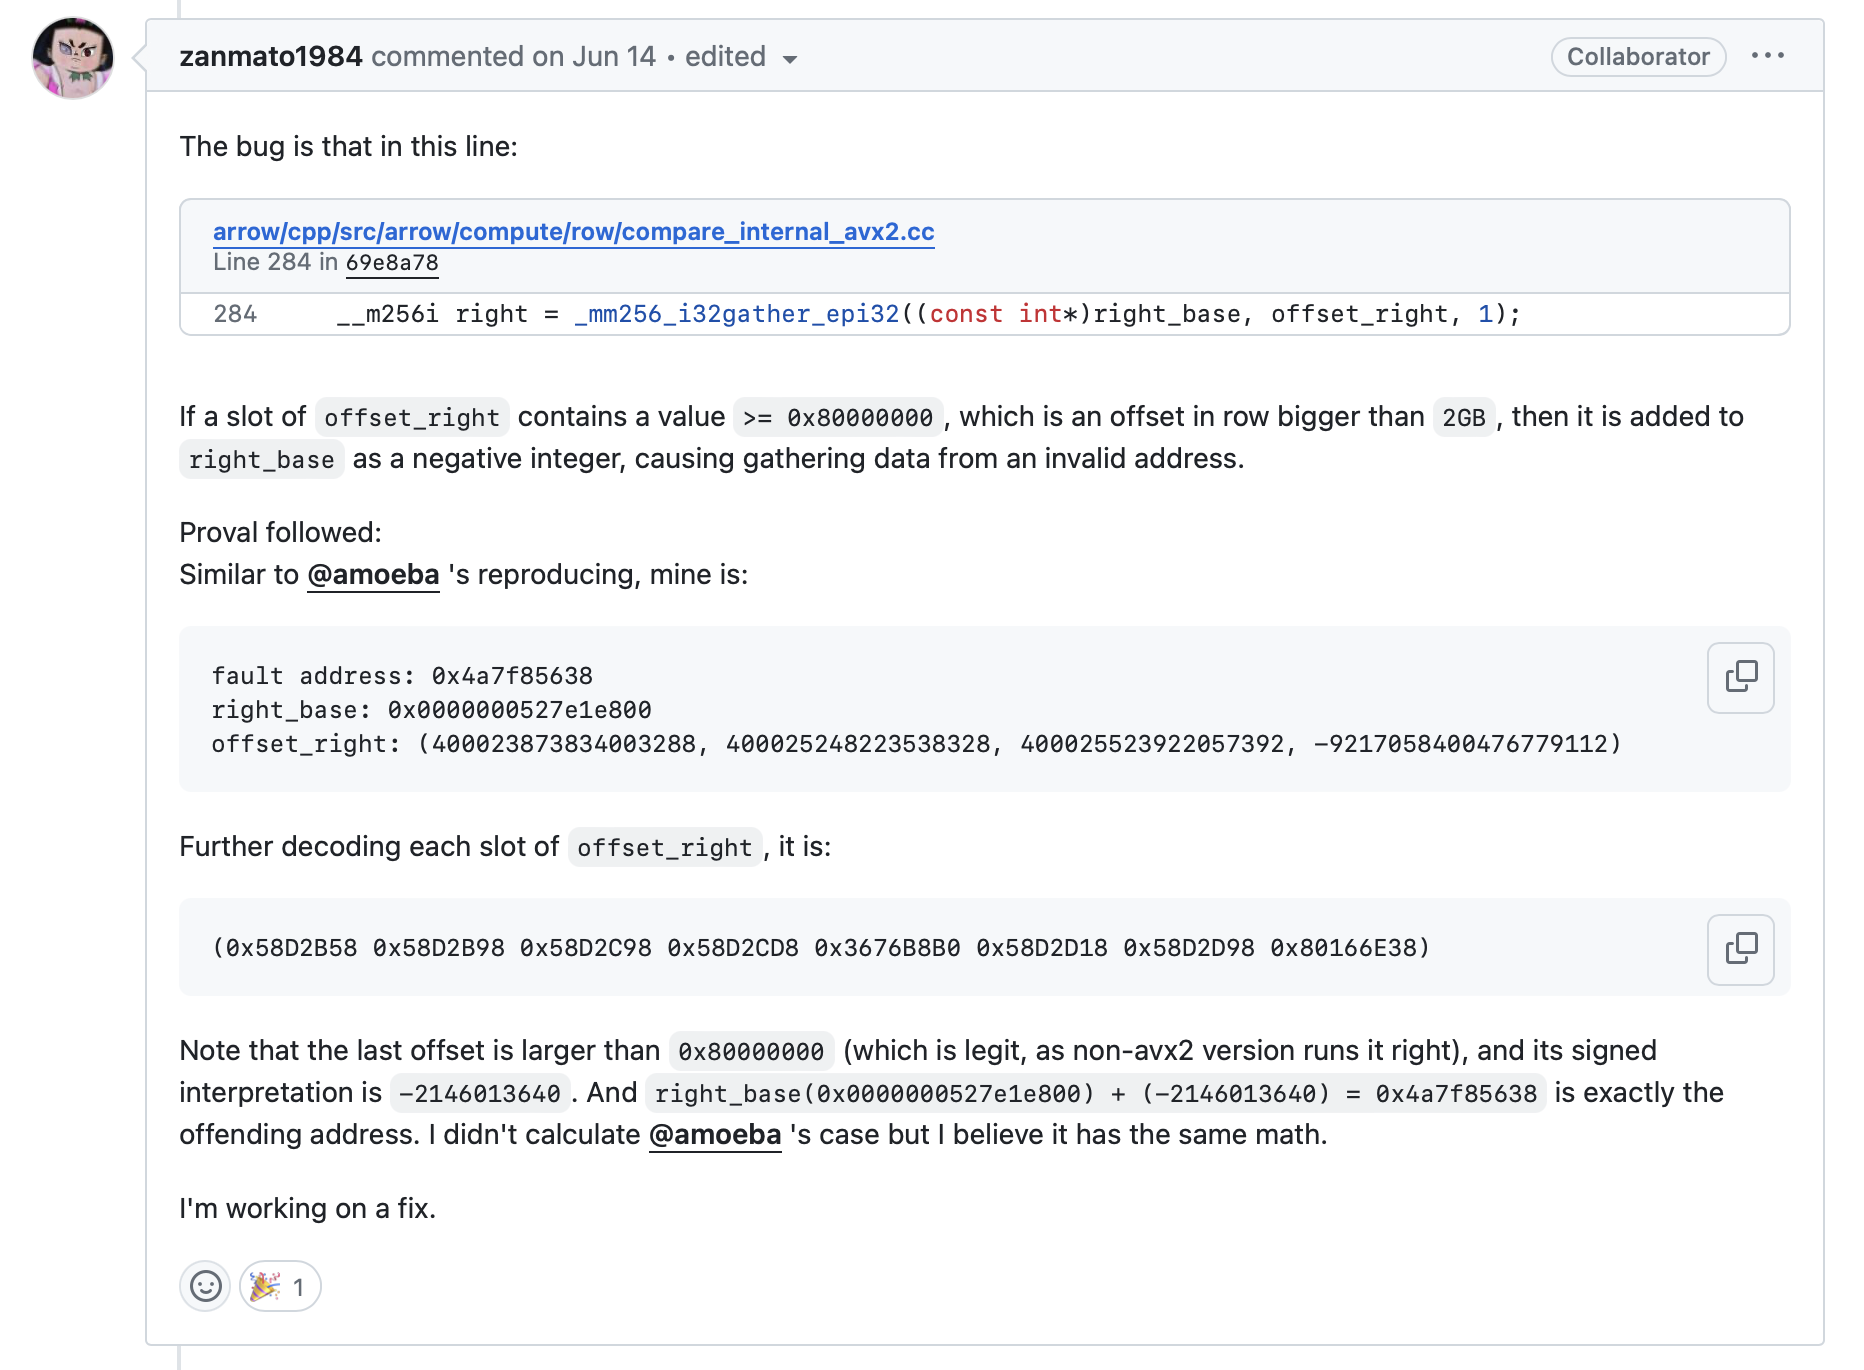 zanmato1984 commented on Jun 14 • edited
Collaborator
The bug is that in this line:
arrow/cpp/src/arrow/compute/row/compare_internal_avx2.cc
Line 284 in 69e8a78
284 __m256i right = _mm256_i32gather_epi32((const int*)right_base, offset_right, 1);
If a slot of offset_right contains a value >= 0x80000000, which is an offset in row bigger than 2GB, then it is added to
right_base as a negative integer, causing gathering data from an invalid address.
Proval followed:
Similar to @amoeba 's reproducing, mine is:
fault address: 0x4a7f85638
right_base: 0x0000000527e1e800
offset_right: (400023873834003288, 400025248223538328, 400025523922057392, -9217058400476779112)
Further decoding each slot of offset_right, it is:
(0x58D2B58 0x58D2B98 0x58D2C98 0x58D2CD8 0x3676B8B0 0x58D2D18 0x58D2D98 0x80166E38)
Note that the last offset is larger than 0x80000000 (which is legit, as non-avx2 version runs it right), and its signed
interpretation is -2146013640. And right_base(0x0000000527e1e800) + (-2146013640) = 0x4a7f85638 is exactly the
offending address. I didn't calculate @amoeba 's case but I believe it has the same math.
I'm working on a fix.
🎉 1